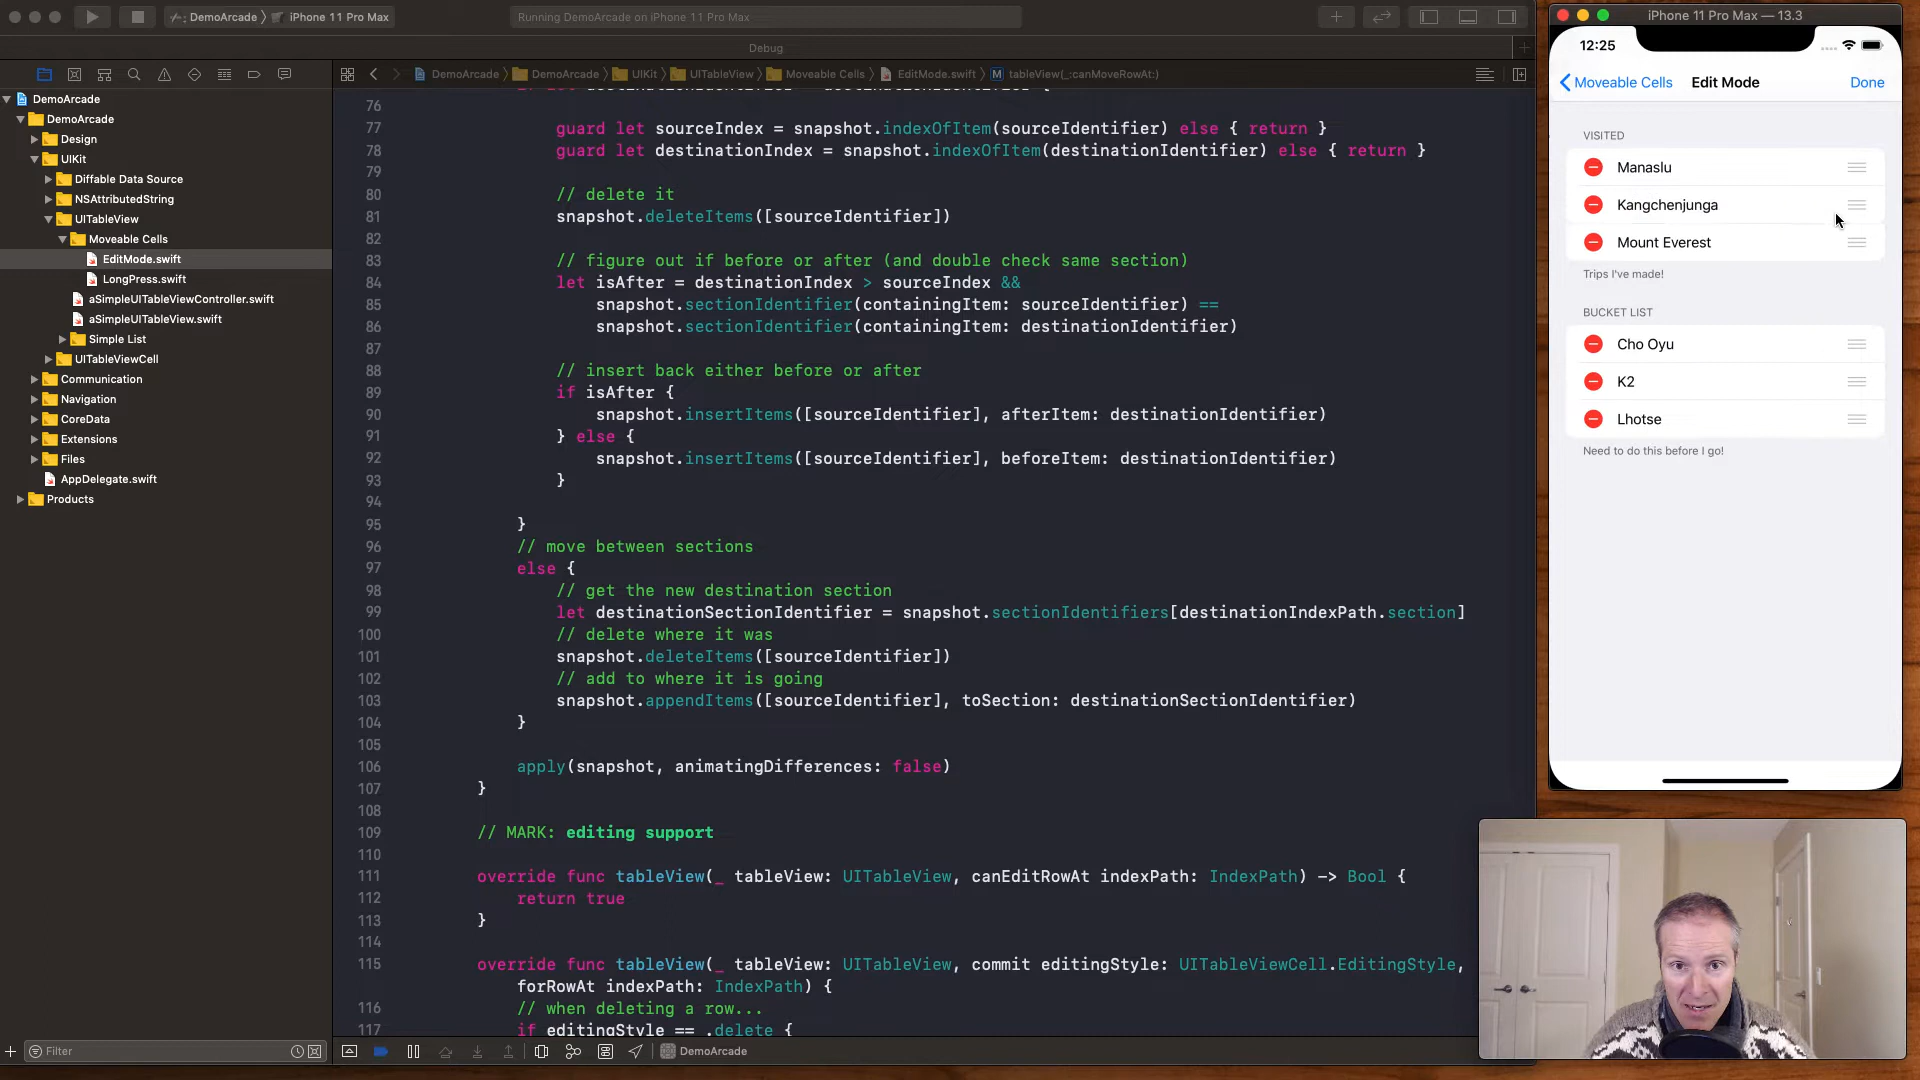 DemoArcade
iPhone 11 Pro Max
Running DemoArcade on iPhone 11 Pro Max
Debug
DemoArcade
DemoArcade
UIKit
UITableView
Moveable Cells
EditMode.swift
M
tableView(_:canMoveRowAt:)
DemoArcade
DemoArcade
Design
UIKit
Diffable Data Source
NSAttributedString
UITableView
Moveable Cells
EditMode.swift
LongPress.swift
aSimpleUITableViewController.swift
aSimpleUITableView.swift
Simple List
UITableViewCell
Communication
Navigation
CoreData
Extensions
Files
AppDelegate.swift
Products
Filter
76
77 guard let sourceIndex = snapshot.indexOfItem(sourceIdentifier) else { return }
78 guard let destinationIndex = snapshot.indexOfItem(destinationIdentifier) else { return }
79
80 // delete it
81 snapshot.deleteItems([sourceIdentifier])
82
83 // figure out if before or after (and double check same section)
84 let isAfter = destinationIndex > sourceIndex &&
85 snapshot.sectionIdentifier(containingItem: sourceIdentifier) ==
86 snapshot.sectionIdentifier(containingItem: destinationIdentifier)
87
88 // insert back either before or after
89 if isAfter {
90 snapshot.insertItems([sourceIdentifier], afterItem: destinationIdentifier)
91 } else {
92 snapshot.insertItems([sourceIdentifier], beforeItem: destinationIdentifier)
93 }
94
95 }
96 // move between sections
97 else {
98 // get the new destination section
99 let destinationSectionIdentifier = snapshot.sectionIdentifiers[destinationIndexPath.section]
100 // delete where it was
101 snapshot.deleteItems([sourceIdentifier])
102 // add to where it is going
103 snapshot.appendItems([sourceIdentifier], toSection: destinationSectionIdentifier)
104 }
105
106 apply(snapshot, animatingDifferences: false)
107 }
108
109 // MARK: editing support
110
111 override func tableView(_ tableView: UITableView, canEditRowAt indexPath: IndexPath) -> Bool {
112 return true
113 }
114
115 override func tableView(_ tableView: UITableView, commit editingStyle: UITableViewCell.EditingStyle,
forRowAt indexPath: IndexPath) {
116 // when deleting a row...
117 if editingStyle == .delete {
DemoArcade
iPhone 11 Pro Max — 13.3
12:25
Moveable Cells
Edit Mode
Done
VISITED
Manaslu
Kangchenjunga
Mount Everest
Trips I've made!
BUCKET LIST
Cho Oyu
K2
Lhotse
Need to do this before I go!